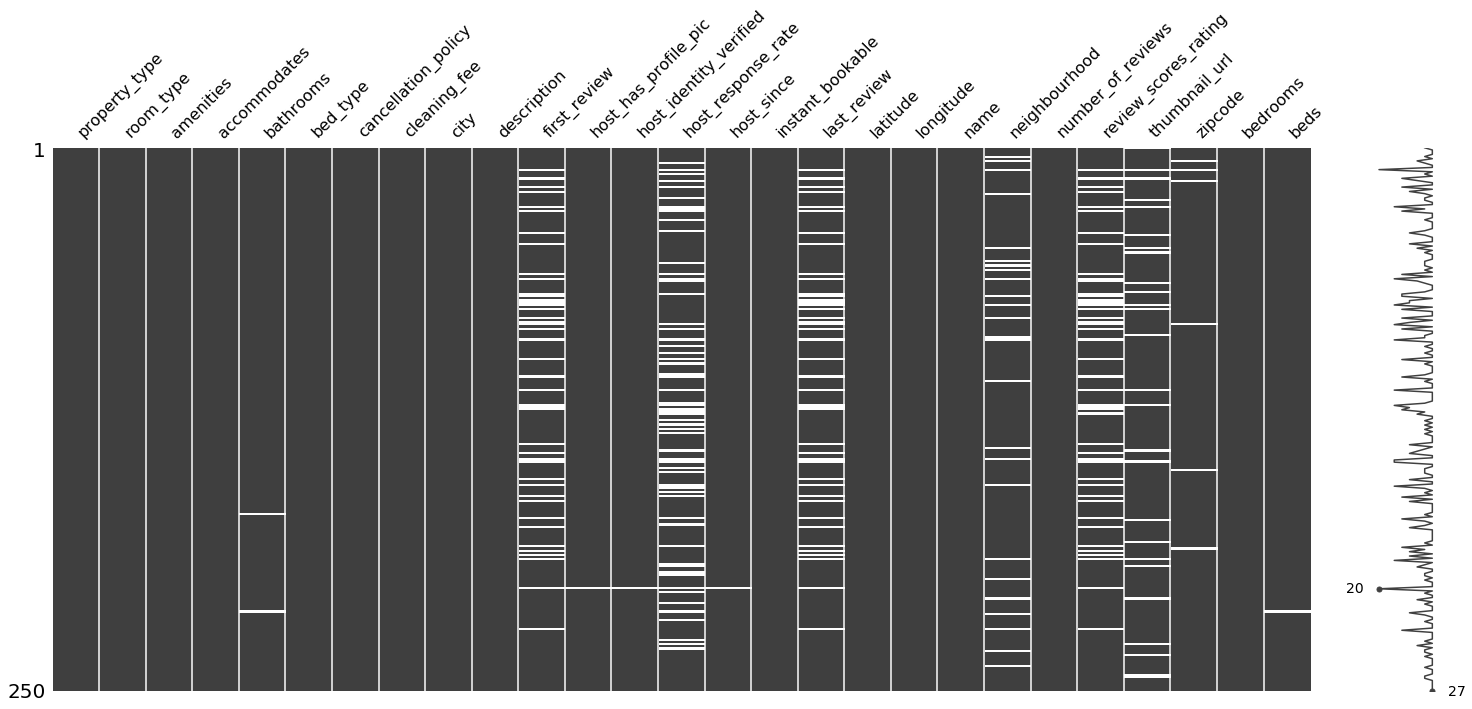 property_type
room_type
amenities
accommodates
bathrooms
bed_type
cancellation_policy
cleaning_fee
city
description
first_review
host_has_profile_pic
host_identity_verified
host_response_rate
host_since
instant_bookable
last_review
latitude
longitude
name
neighbourhood
number_of_reviews
review_scores_rating
thumbnail_url
zipcode
bedrooms
beds
1
20
250
27